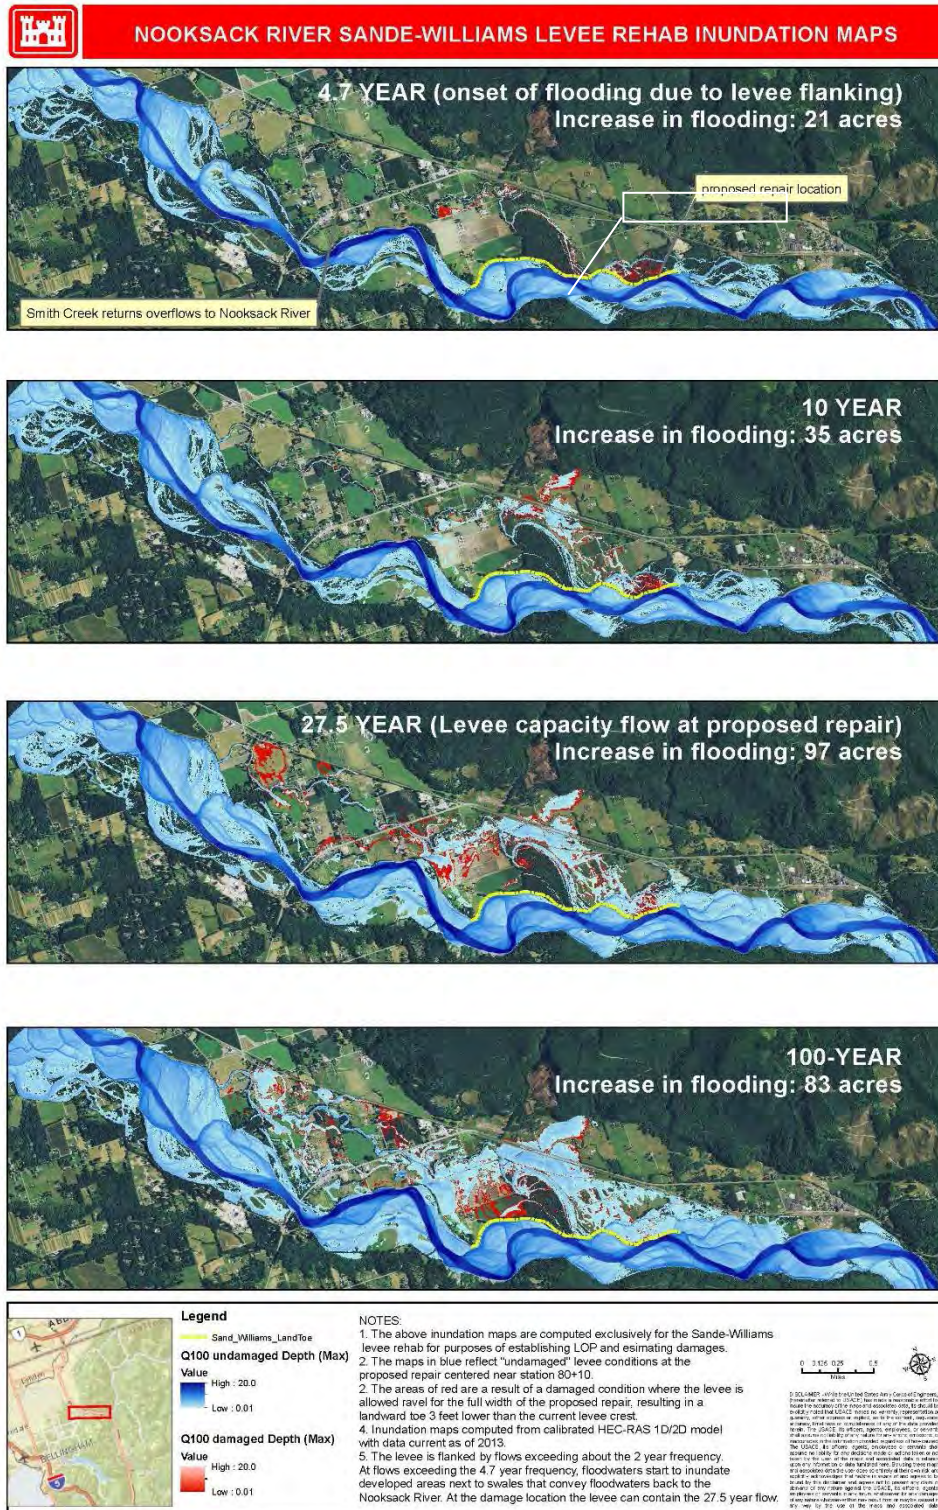 NOOKSACK RIVER SANDE-WILLIAMS LEVEE REHAB INUNDATION MAPS
4.7 YEAR (onset of flooding due to levee flanking)
Increase in flooding: 21 acres
proposed repair location
Smith Creek returns overflows to Nooksack River
10 YEAR
Increase in flooding: 35 acres
27.5 YEAR (Levee capacity flow at proposed repair)
Increase in flooding: 97 acres
100-YEAR
Increase in flooding: 83 acres
Legend
Sand_Williams_LandToe
Q100 undamaged Depth (Max)
Value
High : 20.0
Low : 0.01
Q100 damaged Depth (Max)
Value
High : 20.0
Low : 0.01
NOTES:
1. The above inundation maps are computed exclusively for the Sande-Williams
levee rehab for purposes of establishing LOP and esimating damages.
2. The maps in blue reflect "undamaged" levee conditions at the
proposed repair centered near station 80+10.
2. The areas of red are a result of a damaged condition where the levee is
allowed ravel for the full width of the proposed repair, resulting in a
landward toe 3 feet lower than the current levee crest.
4. Inundation maps computed from calibrated HEC-RAS 1D/2D model
with data current as of 2013.
5. The levee is flanked by flows exceeding about the 2 year frequency.
At flows exceeding the 4.7 year frequency, floodwaters start to inundate
developed areas next to swales that convey floodwaters back to the
Nooksack River. At the damage location the levee can contain the 27.5 year flow.
0 0.125 0.25 0.5
Miles
BELLINGHAM
Lynden
1
5